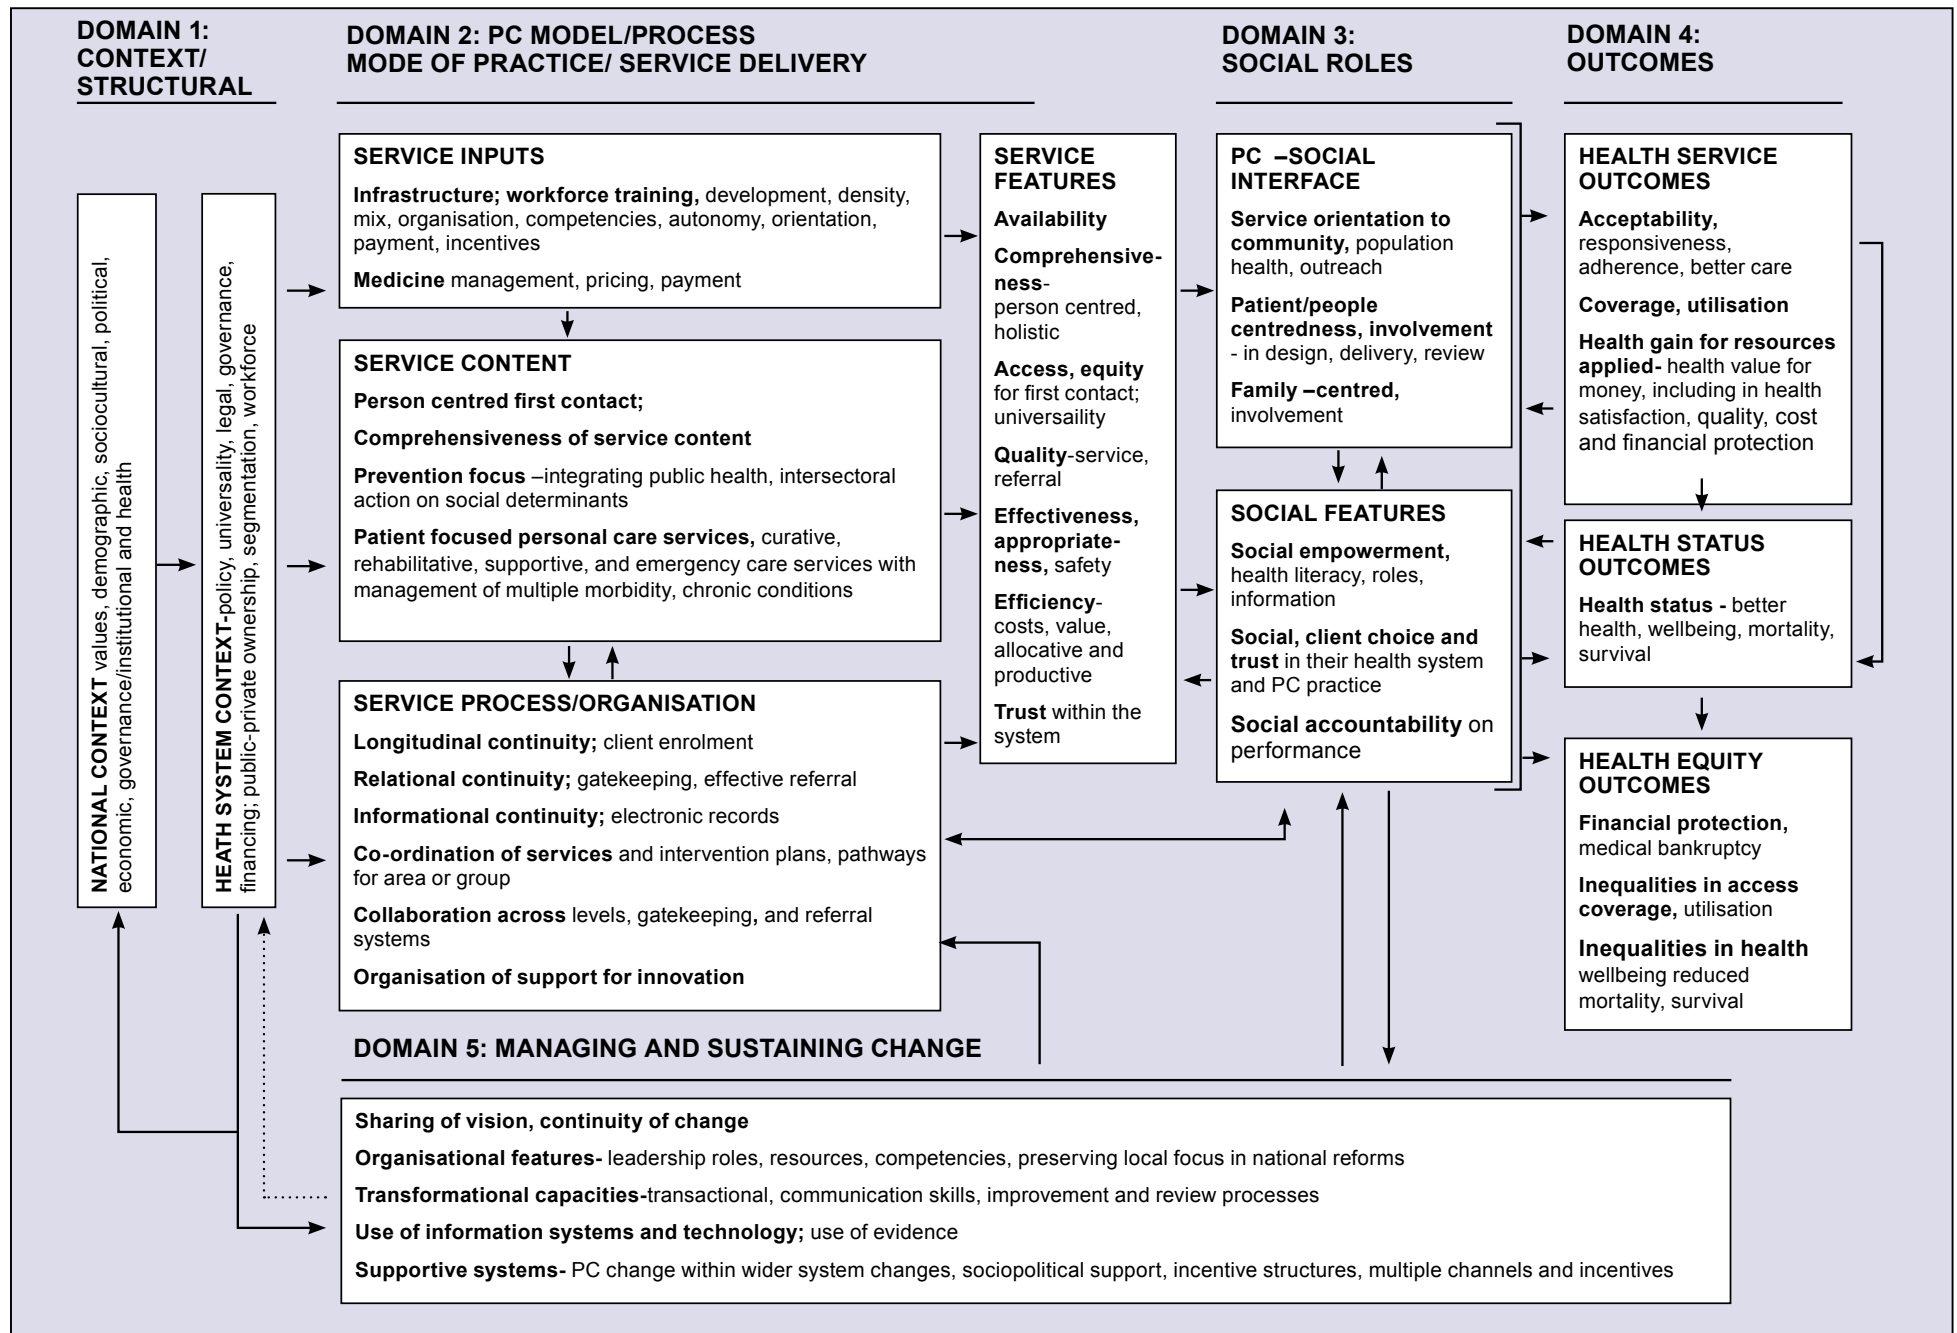 DOMAIN 1:
CONTEXT/
STRUCTURAL
DOMAIN 2: PC MODEL/PROCESS
MODE OF PRACTICE/ SERVICE DELIVERY
DOMAIN 3:
SOCIAL ROLES
DOMAIN 4:
OUTCOMES
NATIONAL CONTEXT values, demographic, sociocultural, political,
economic, governance/institutional and health
HEATH SYSTEM CONTEXT-policy, universality, legal, governance,
financing; public-private ownership, segmentation, workforce
SERVICE INPUTS
Infrastructure; workforce training, development, density,
mix, organisation, competencies, autonomy, orientation,
payment, incentives
Medicine management, pricing, payment
SERVICE CONTENT
Person centred first contact;
Comprehensiveness of service content
Prevention focus –integrating public health, intersectoral
action on social determinants
Patient focused personal care services, curative,
rehabilitative, supportive, and emergency care services with
management of multiple morbidity, chronic conditions
SERVICE PROCESS/ORGANISATION
Longitudinal continuity; client enrolment
Relational continuity; gatekeeping, effective referral
Informational continuity; electronic records
Co-ordination of services and intervention plans, pathways
for area or group
Collaboration across levels, gatekeeping, and referral
systems
Organisation of support for innovation
SERVICE
FEATURES
Availability
Comprehensive-
ness-
person centred,
holistic
Access, equity
for first contact;
universaility
Quality-service,
referral
Effectiveness,
appropriate-
ness, safety
Efficiency-
costs, value,
allocative and
productive
Trust within the
system
PC –SOCIAL
INTERFACE
Service orientation to
community, population
health, outreach
Patient/people
centredness, involvement
- in design, delivery, review
Family –centred,
involvement
SOCIAL FEATURES
Social empowerment,
health literacy, roles,
information
Social, client choice and
trust in their health system
and PC practice
Social accountability on
performance
HEALTH SERVICE
OUTCOMES
Acceptability,
responsiveness,
adherence, better care
Coverage, utilisation
Health gain for resources
applied- health value for
money, including in health
satisfaction, quality, cost
and financial protection
HEALTH STATUS
OUTCOMES
Health status - better
health, wellbeing, mortality,
survival
HEALTH EQUITY
OUTCOMES
Financial protection,
medical bankruptcy
Inequalities in access
coverage, utilisation
Inequalities in health
wellbeing reduced
mortality, survival
DOMAIN 5: MANAGING AND SUSTAINING CHANGE
Sharing of vision, continuity of change
Organisational features- leadership roles, resources, competencies, preserving local focus in national reforms
Transformational capacities-transactional, communication skills, improvement and review processes
Use of information systems and technology; use of evidence
Supportive systems- PC change within wider system changes, sociopolitical support, incentive structures, multiple channels and incentives